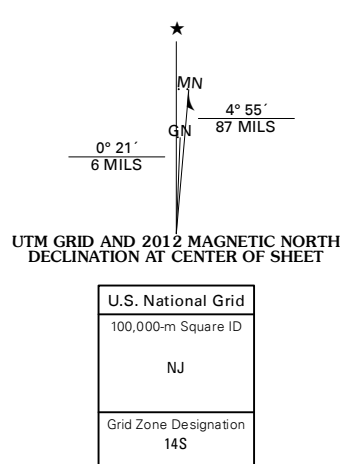 ★
MN
GN
4° 55´
87 MILS
0° 21´
6 MILS
UTM GRID AND 2012 MAGNETIC NORTH
DECLINATION AT CENTER OF SHEET
U.S. National Grid
100,000-m Square ID
NJ
Grid Zone Designation
14S